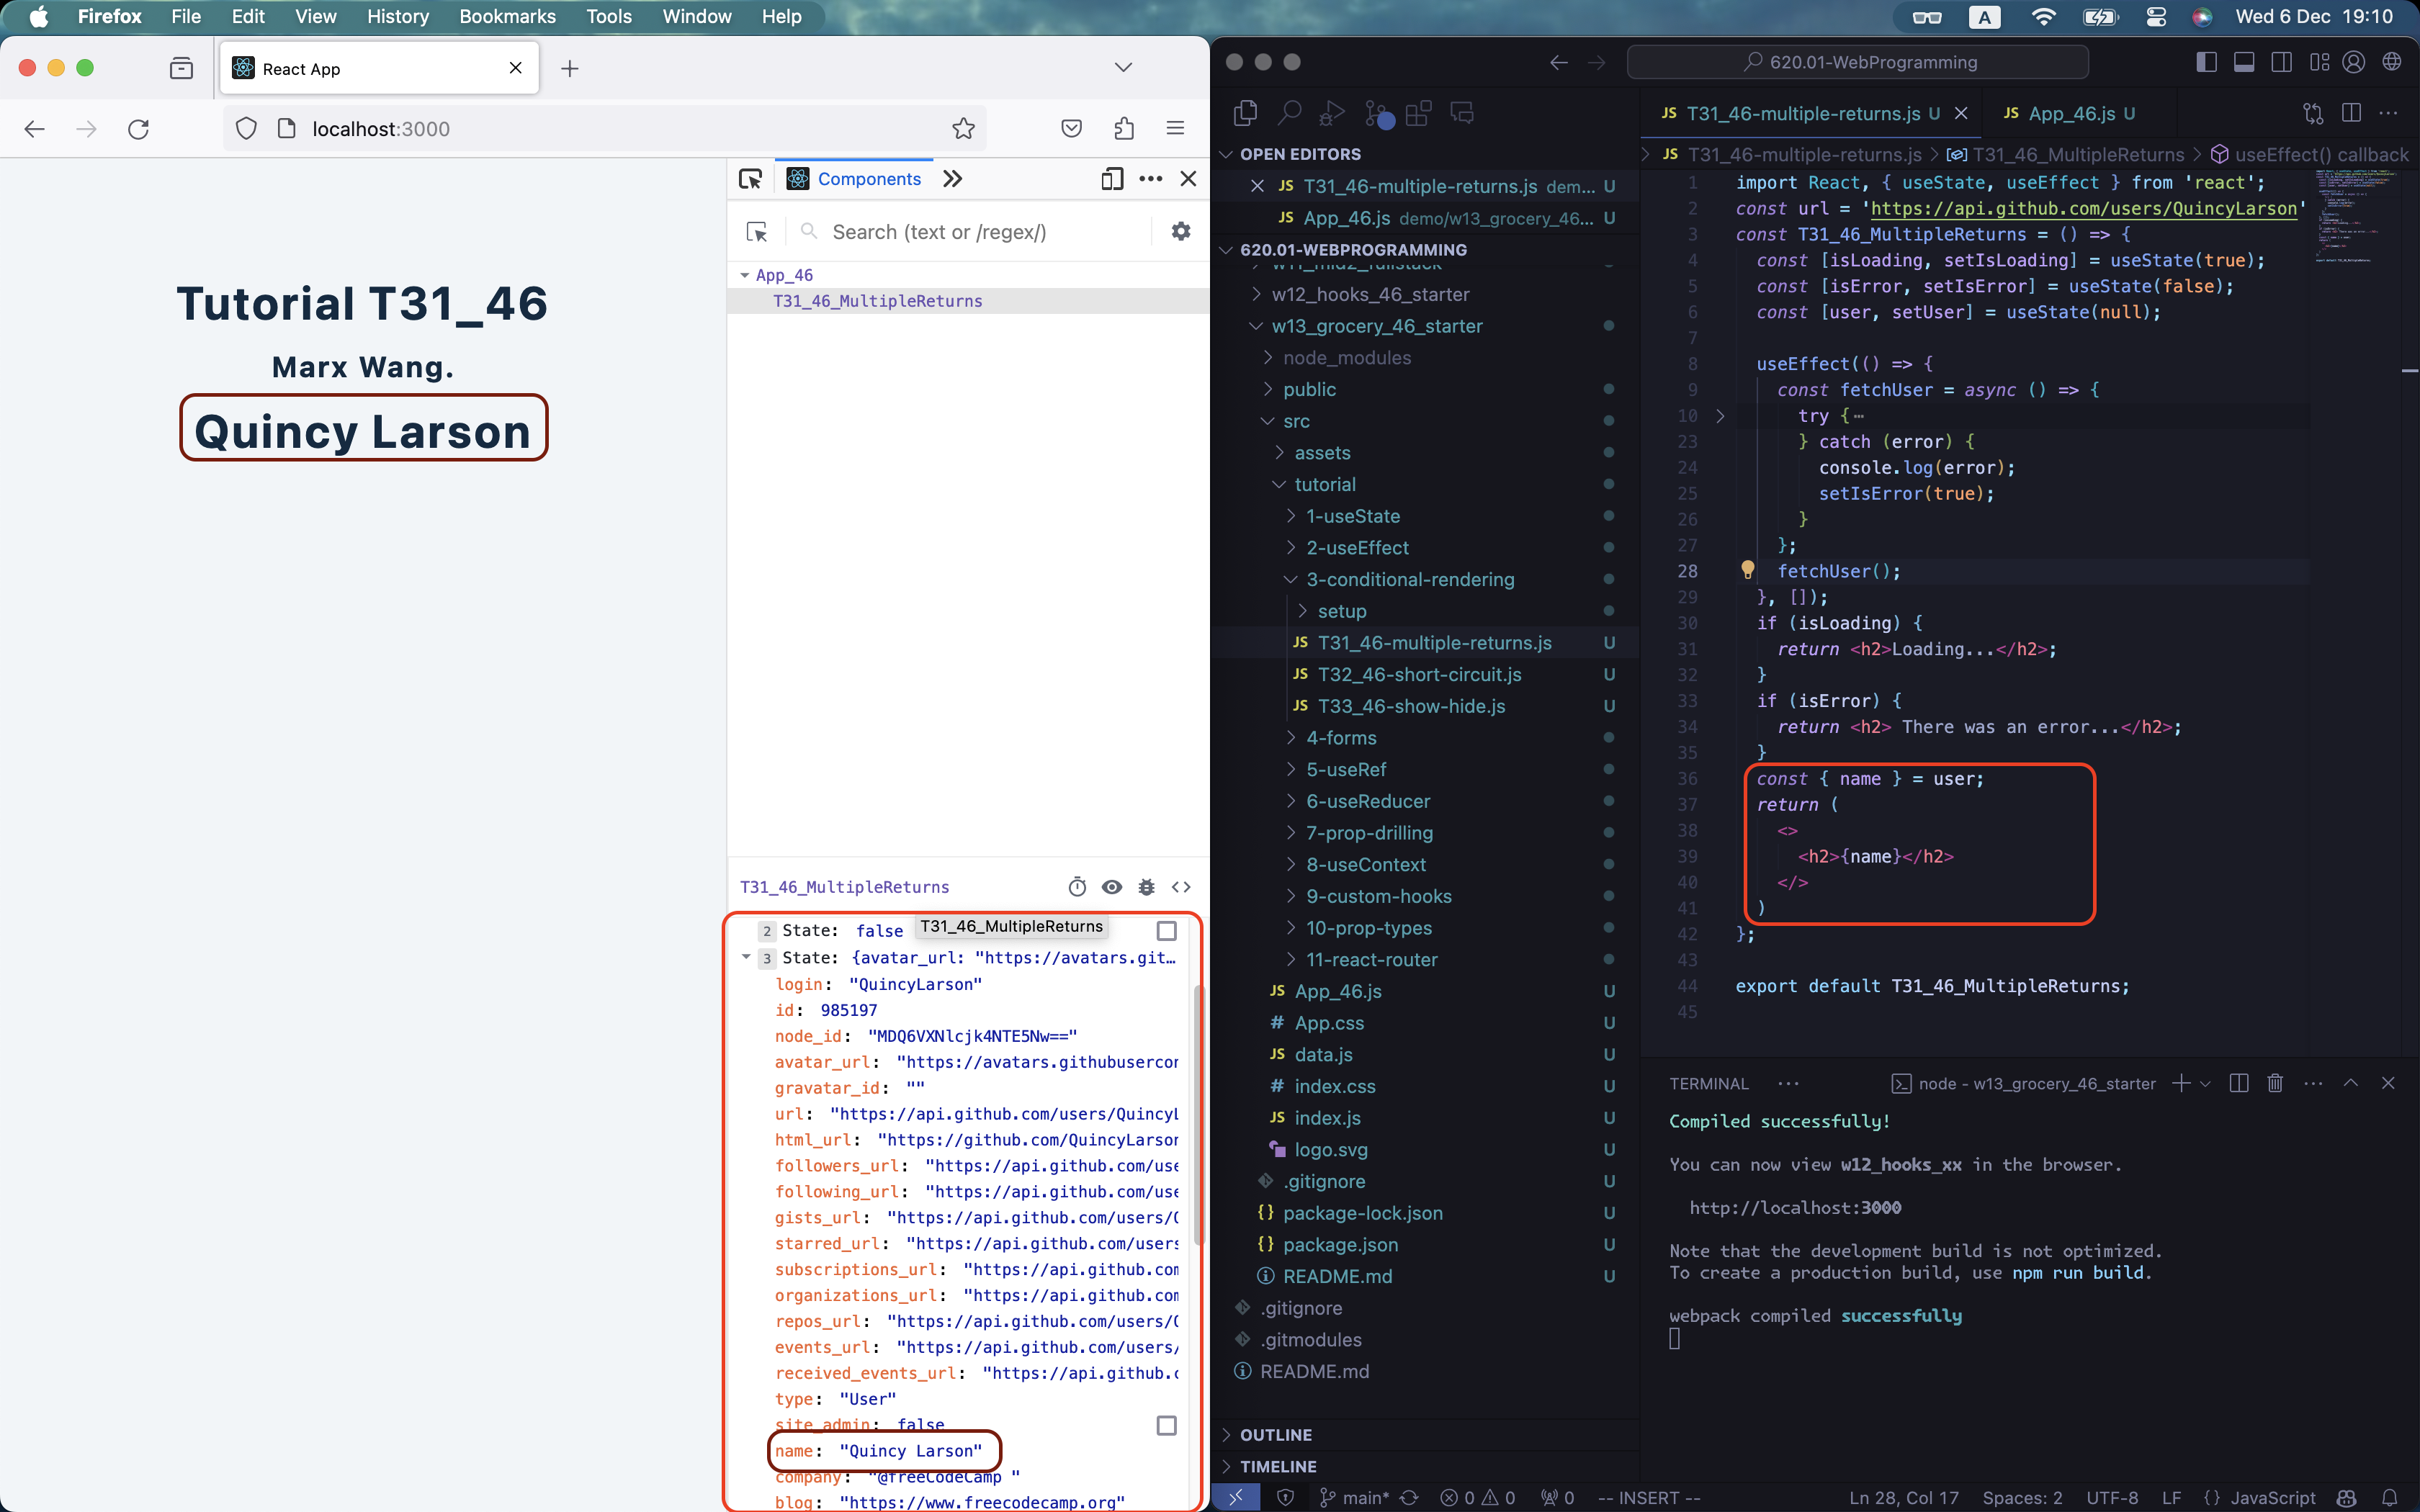 Firefox File Edit View History Bookmarks Tools Window Help
A Wed 6 Dec 19:10
React App
localhost:3000
Tutorial T31_46
Marx Wang.
Quincy Larson
Components
Search (text or /regex/)
App_46
T31_46_MultipleReturns
T31_46_MultipleReturns
2 State: false
T31_46_MultipleReturns
3 State: {avatar_url: "https://avatars.git…
login: "QuincyLarson"
id: 985197
node_id: "MDQ6VXNlcjk4NTE5Nw=="
avatar_url: "https://avatars.githubusercor
gravatar_id: ""
url: "https://api.github.com/users/QuincyL
html_url: "https://github.com/QuincyLarson
followers_url: "https://api.github.com/use
following_url: "https://api.github.com/use
gists_url: "https://api.github.com/users/Q
starred_url: "https://api.github.com/users
subscriptions_url: "https://api.github.com
organizations_url: "https://api.github.com
repos_url: "https://api.github.com/users/Q
events_url: "https://api.github.com/users/
received_events_url: "https://api.github.c
type: "User"
site_admin: false
name: "Quincy Larson"
company: "@freeCodeCamp "
blog: "https://www.freecodecamp.org"
620.01-WebProgramming
OPEN EDITORS
JS T31_46-multiple-returns.js dem... U
JS App_46.js demo/w13_grocery_46... U
620.01-WEBPROGRAMMING
w11_mid2_fullstack
w12_hooks_46_starter
w13_grocery_46_starter
node_modules
public
src
assets
tutorial
1-useState
2-useEffect
3-conditional-rendering
setup
JS T31_46-multiple-returns.js U
JS T32_46-short-circuit.js U
JS T33_46-show-hide.js U
4-forms
5-useRef
6-useReducer
7-prop-drilling
8-useContext
9-custom-hooks
10-prop-types
11-react-router
JS App_46.js U
# App.css U
JS data.js U
# index.css U
JS index.js U
logo.svg U
.gitignore U
{} package-lock.json U
{} package.json U
README.md U
.gitignore
.gitmodules
README.md
OUTLINE
TIMELINE
JS T31_46-multiple-returns.js U
JS App_46.js U
JS T31_46-multiple-returns.js > T31_46_MultipleReturns > useEffect() callback
1 import React, { useState, useEffect } from 'react';
2 const url = 'https://api.github.com/users/QuincyLarson'
3 const T31_46_MultipleReturns = () => {
4 const [isLoading, setIsLoading] = useState(true);
5 const [isError, setIsError] = useState(false);
6 const [user, setUser] = useState(null);
7
8 useEffect(() => {
9 const fetchUser = async () => {
10 try {⋯
23 } catch (error) {
24 console.log(error);
25 setIsError(true);
26 }
27 };
28 fetchUser();
29 }, []);
30 if (isLoading) {
31 return <h2>Loading...</h2>;
32 }
33 if (isError) {
34 return <h2> There was an error...</h2>;
35 }
36 const { name } = user;
37 return (
38 <>
39 <h2>{name}</h2>
40 </>
41 )
42 };
43
44 export default T31_46_MultipleReturns;
45
TERMINAL ··· node - w13_grocery_46_starter
Compiled successfully!
You can now view w12_hooks_xx in the browser.
http://localhost:3000
Note that the development build is not optimized.
To create a production build, use npm run build.
webpack compiled successfully
main* 0 0 0 -- INSERT -- Ln 28, Col 17 Spaces: 2 UTF-8 LF {} JavaScript